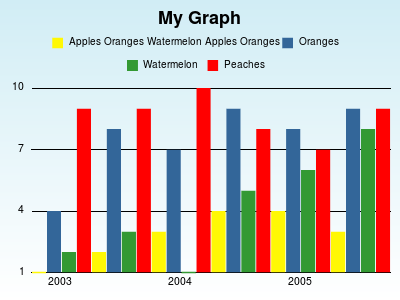 My Graph
Apples Oranges Watermelon Apples Oranges Oranges
Watermelon Peaches
10
7
4
1
2003 2004 2005